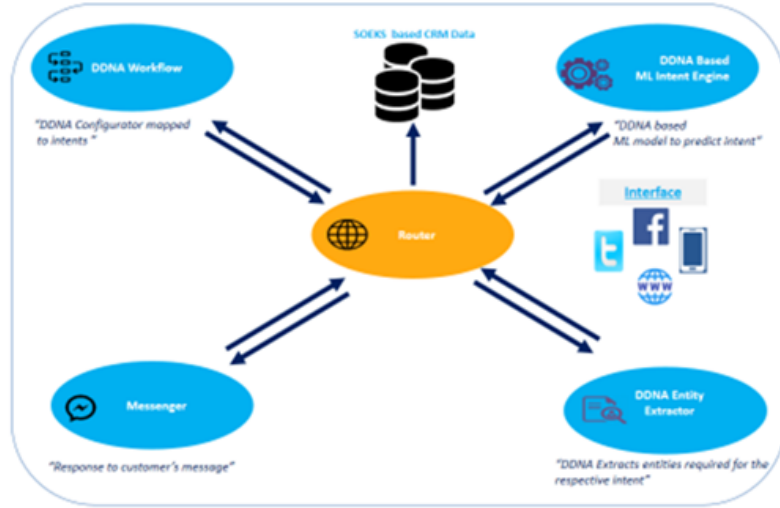 SOEKS based CRM Data
DDNA Workflow
"DDNA Configurator mapped
to intents "
DDNA Based
ML Intent Engine
"DDNA based
ML model to predict intent"
Interface
f
t
WWW
Router
Messenger
"Response to customer's message"
DDNA Entity
Extractor
"DDNA Extracts entities required for the
respective intent"